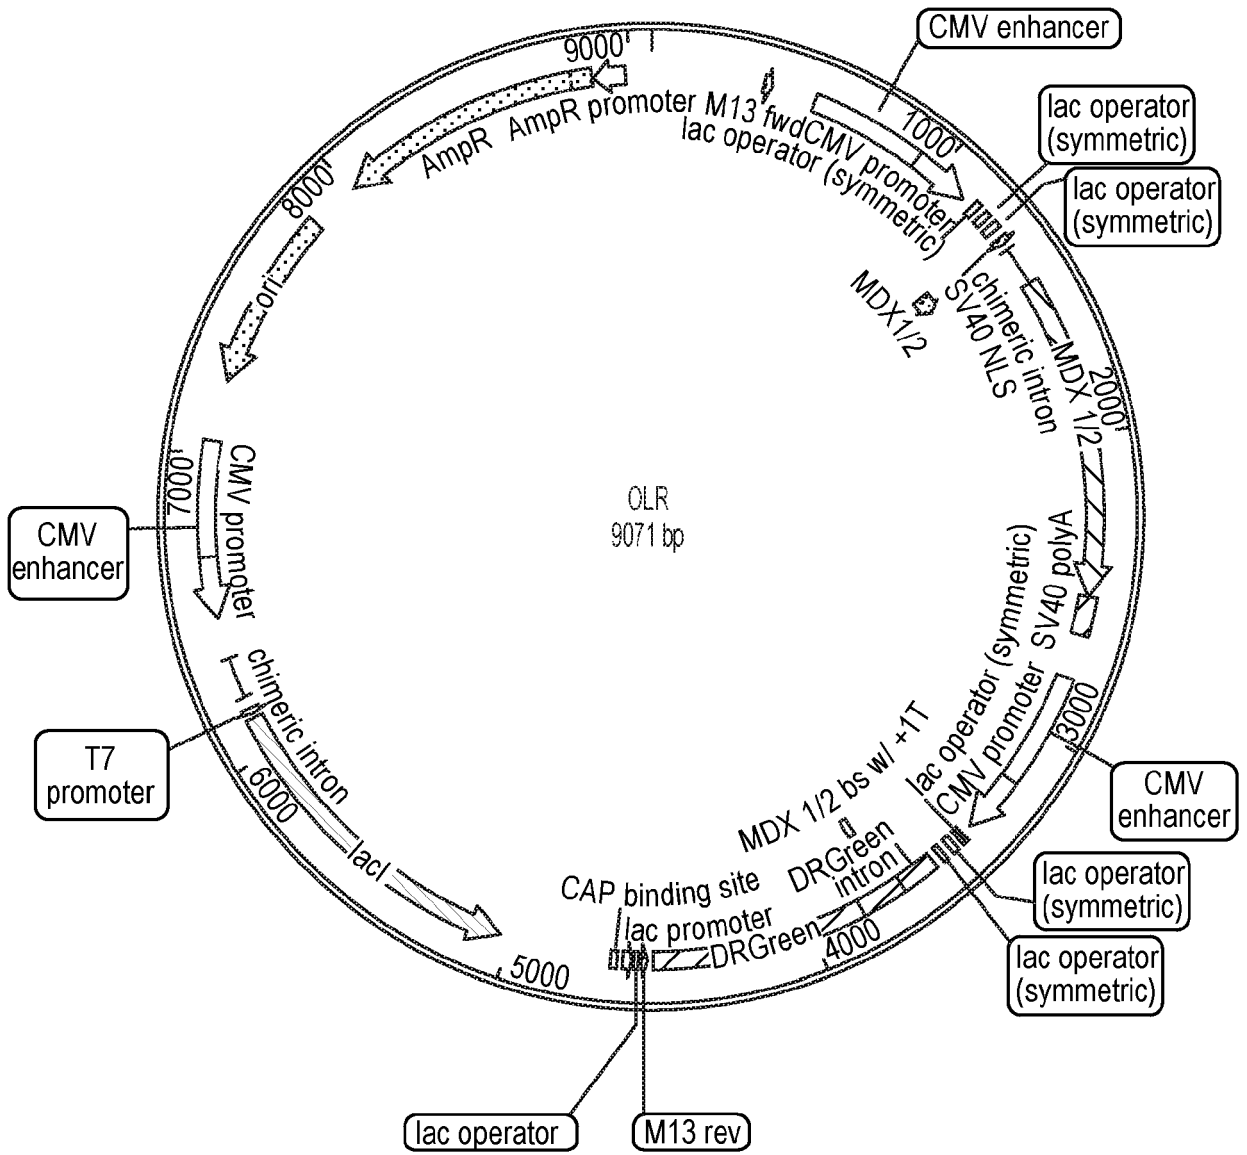 CMV enhancer
lac operator
(symmetric)
lac operator
(symmetric)
9000
1000
AmpR promoter
AmpR
M13 fwd
CMV promoter
lac operator (symmetric)
8000
ori
MDX1/2
SV40 NLS
chimeric intron
MDX 1/2
2000
OLR
9071 bp
7000
CMV promoter
CMV
enhancer
SV40 polyA
lac operator (symmetric)
CMV promoter
3000
CMV
enhancer
chimeric intron
T7
promoter
6000
lacI
MDX 1/2 bs w/ +1T
DRGreen
intron
CAP binding site
lac promoter
DRGreen
4000
5000
lac operator
(symmetric)
lac operator
(symmetric)
lac operator
M13 rev